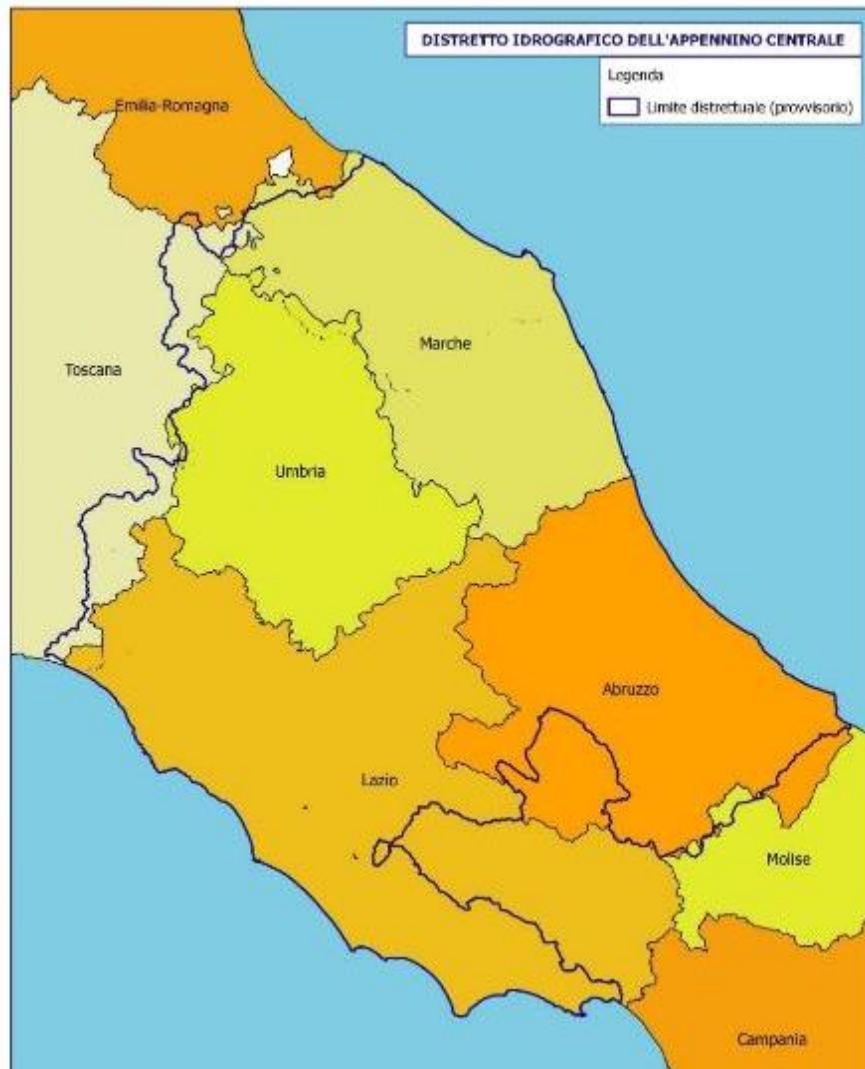 DISTRETTO IDROGRAFICO DELL'APPENNINO CENTRALE
Legenda
Limite distrettuale (provvisorio)
Emilia-Romagna
Marche
Toscana
Umbria
Abruzzo
Lazio
Molise
Campania